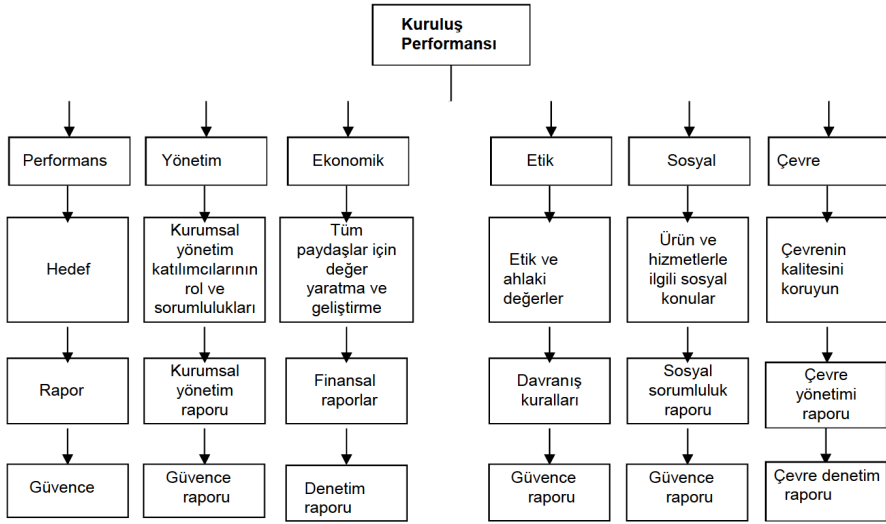 Kuruluş
Performansı
Performans
Yönetim
Ekonomik
Etik
Sosyal
Çevre
Hedef
Kurumsal
yönetim
katılımcılarının
rol ve
sorumlulukları
Tüm
paydaşlar için
değer
yaratma ve
geliştirme
Etik ve
ahlaki
değerler
Ürün ve
hizmetlerle
ilgili sosyal
konular
Çevrenin
kalitesini
koruyun
Rapor
Kurumsal
yönetim
raporu
Finansal
raporlar
Davranış
kuralları
Sosyal
sorumluluk
raporu
Çevre
yönetimi
raporu
Güvence
Güvence
raporu
Denetim
raporu
Güvence
raporu
Güvence
raporu
Çevre denetim
raporu